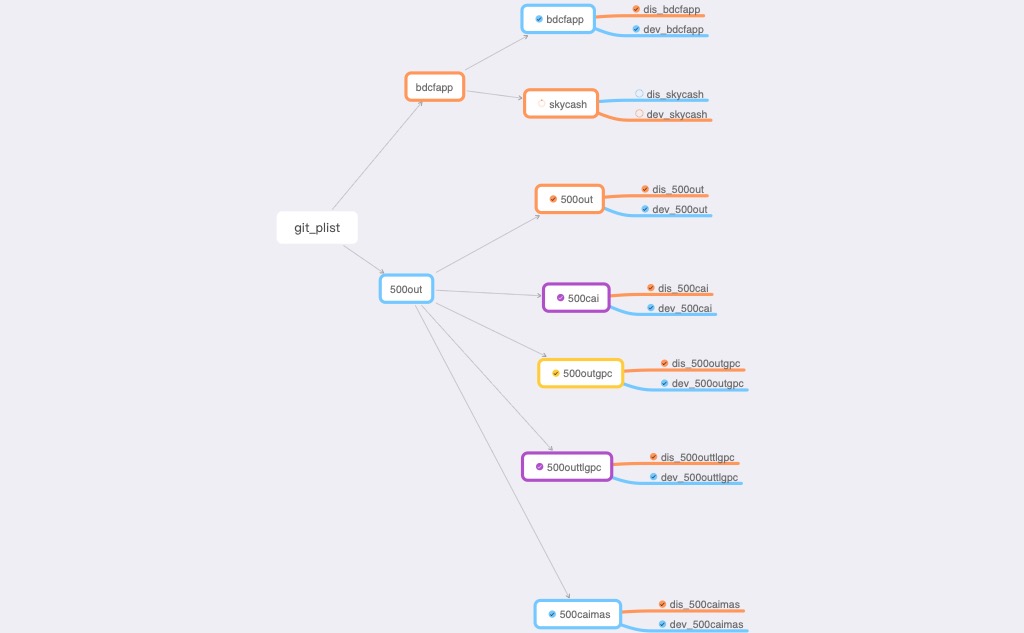 git_plist
bdcfapp
bdcfapp
dis_bdcfapp
dev_bdcfapp
skycash
dis_skycash
dev_skycash
500out
500out
dis_500out
dev_500out
500cai
dis_500cai
dev_500cai
500outgpc
dis_500outgpc
dev_500outgpc
500outtlgpc
dis_500outtlgpc
dev_500outtlgpc
500caimas
dis_500caimas
dev_500caimas